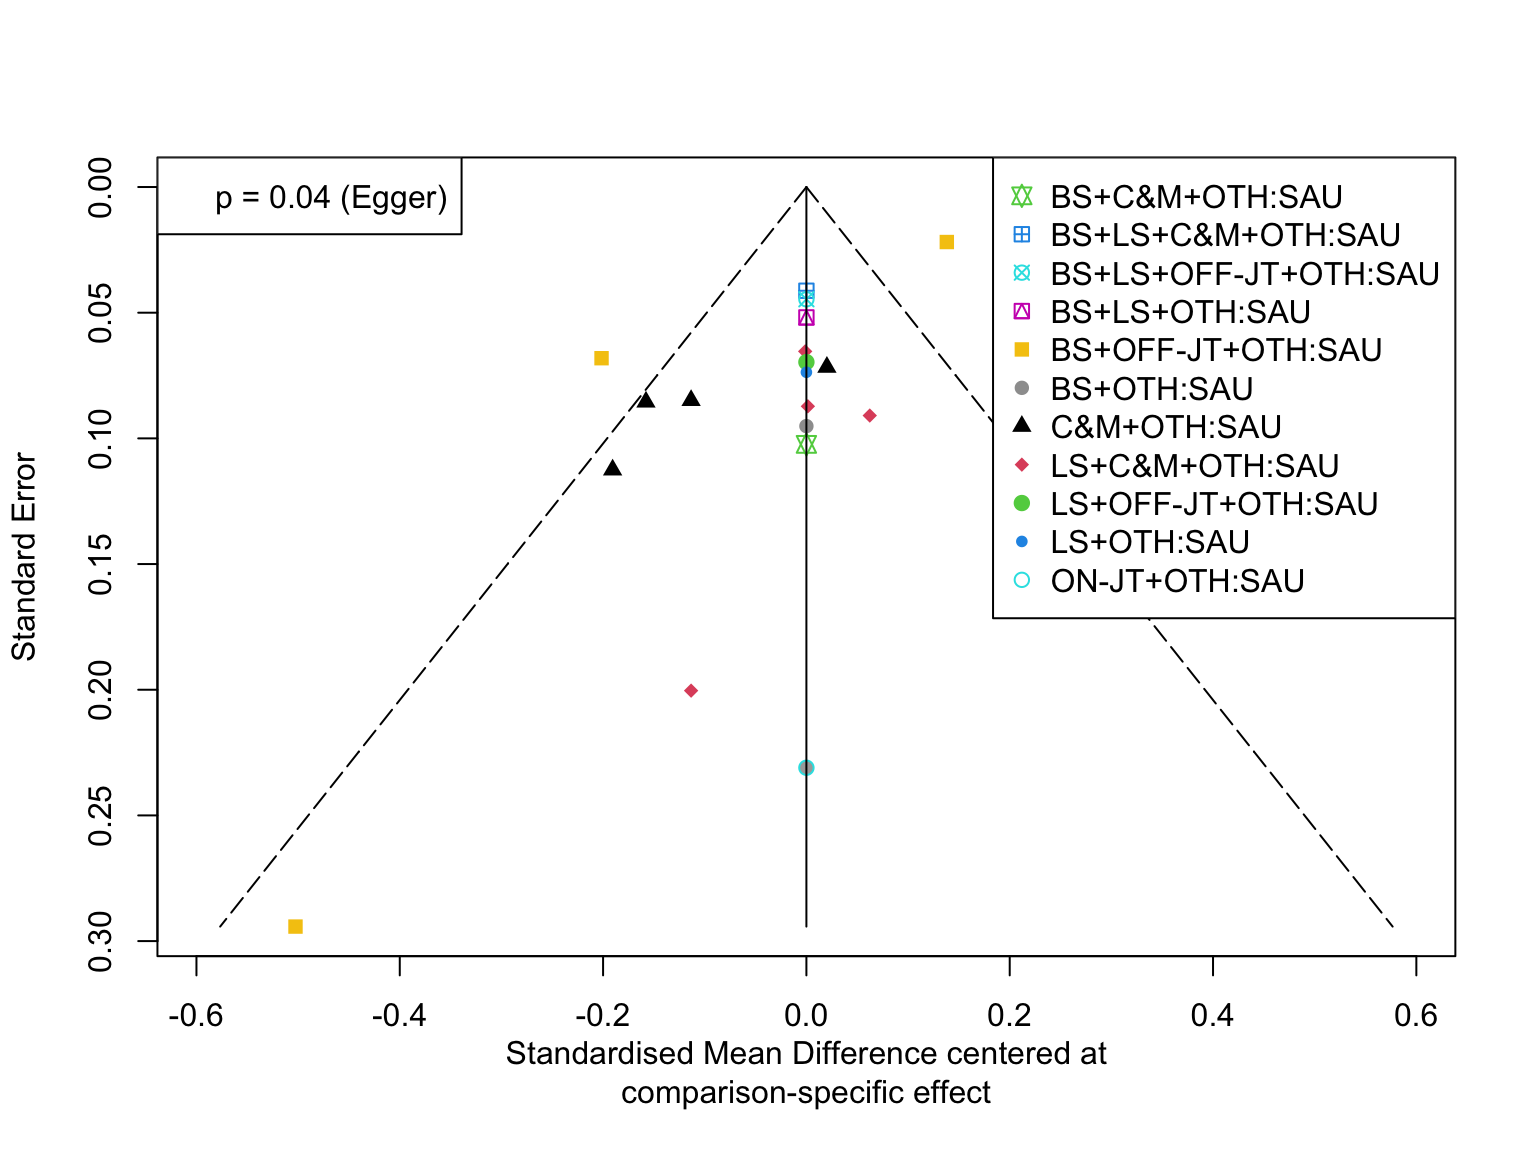 p = 0.04 (Egger)
BS+C&M+OTH:SAU
BS+LS+C&M+OTH:SAU
BS+LS+OFF-JT+OTH:SAU
BS+LS+OTH:SAU
BS+OFF-JT+OTH:SAU
BS+OTH:SAU
C&M+OTH:SAU
LS+C&M+OTH:SAU
LS+OFF-JT+OTH:SAU
LS+OTH:SAU
ON-JT+OTH:SAU
Standard Error
0.00
0.05
0.10
0.15
0.20
0.25
0.30
-0.6
-0.4
-0.2
0.0
0.2
0.4
0.6
Standardised Mean Difference centered at
comparison-specific effect